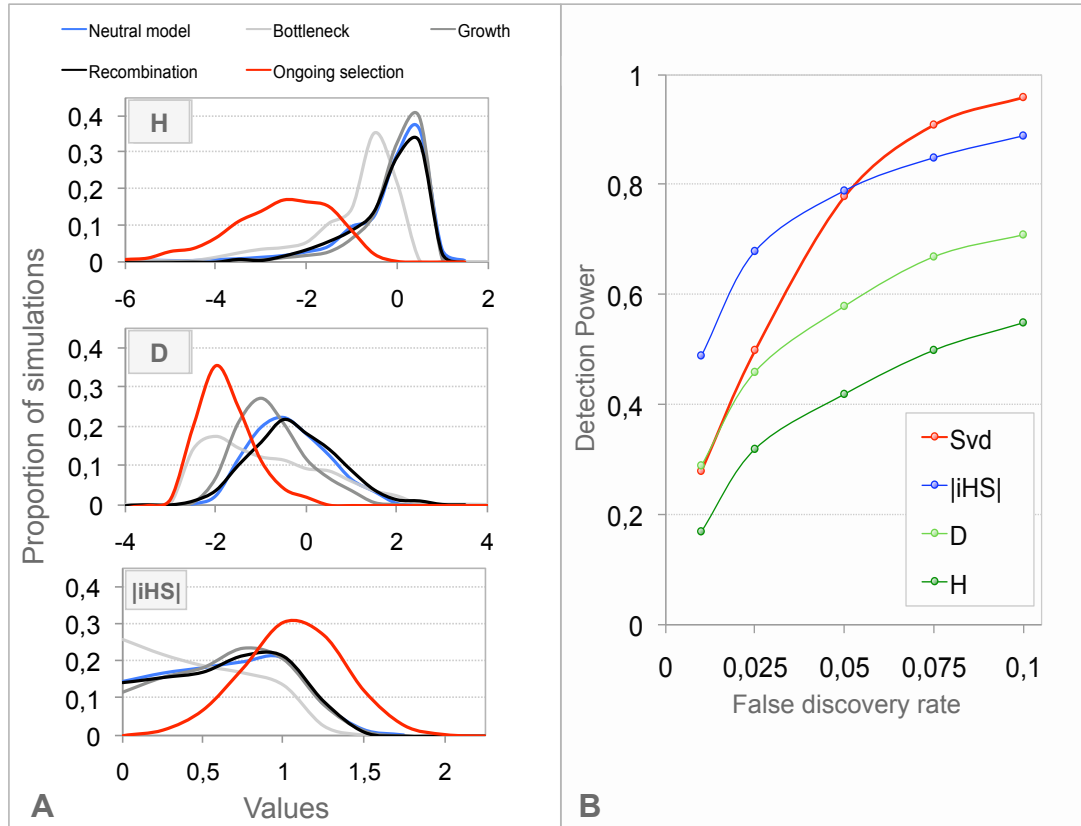 Neutral model Bottleneck Growth
Recombination Ongoing selection
Proportion of simulations
H
0,4
0,3
0,2
0,1
0
-6 -4 -2 0 2
D
0,4
0,3
0,2
0,1
0
-4 -2 0 2 4
|iHS|
0,4
0,3
0,2
0,1
0
0 0,5 1 1,5 2
A Values
Detection Power
1
0,8
0,6
0,4
0,2
0
Svd
|iHS|
D
H
0 0,025 0,05 0,075 0,1
False discovery rate
B